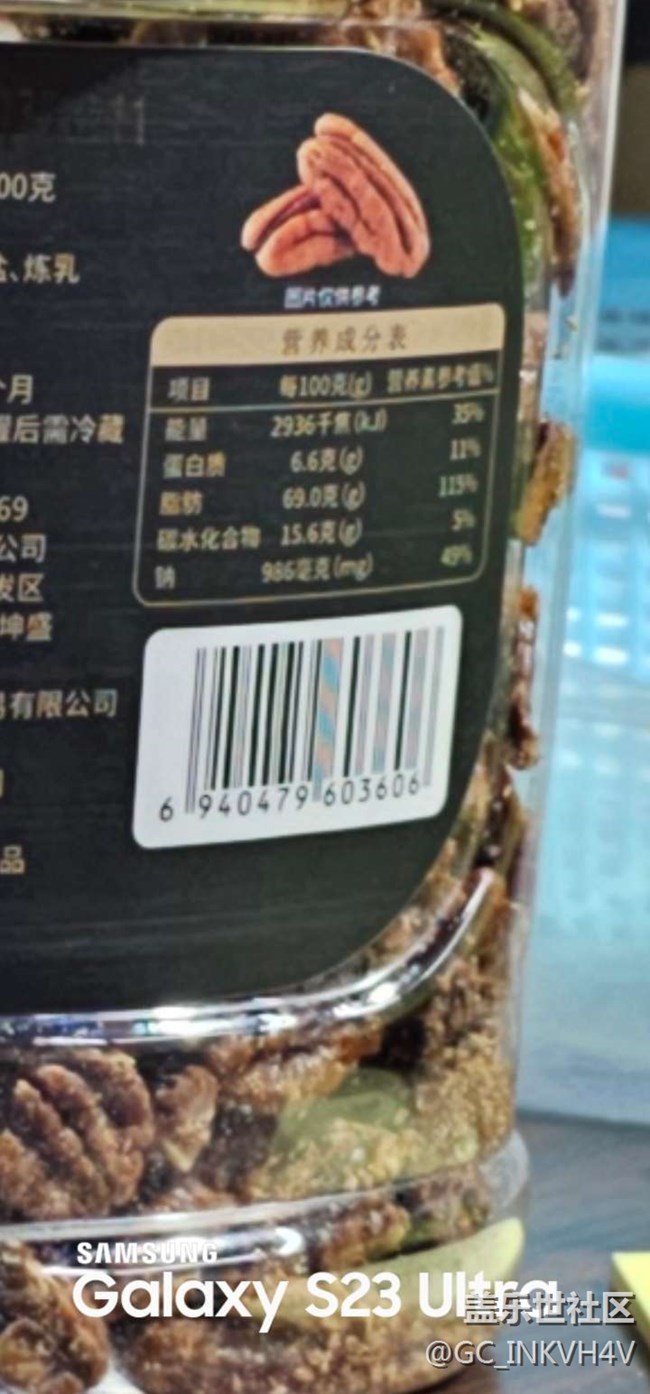 00克
、炼乳
图片仅供参考
营养成分表
项目 每100克(g) 营养素参考值%
能量 2936千焦(kJ) 35%
蛋白质 6.6克(g) 11%
脂肪 69.0克(g) 115%
碳水化合物 15.6克(g) 5%
钠 986毫克(mg) 49%
个月
后需冷藏
69
公司
发区
坤盛
有限公司
品
6 940479 603606
SAMSUNG
Galaxy S23 Ultra
盖乐世社区
@GC_INKVH4V